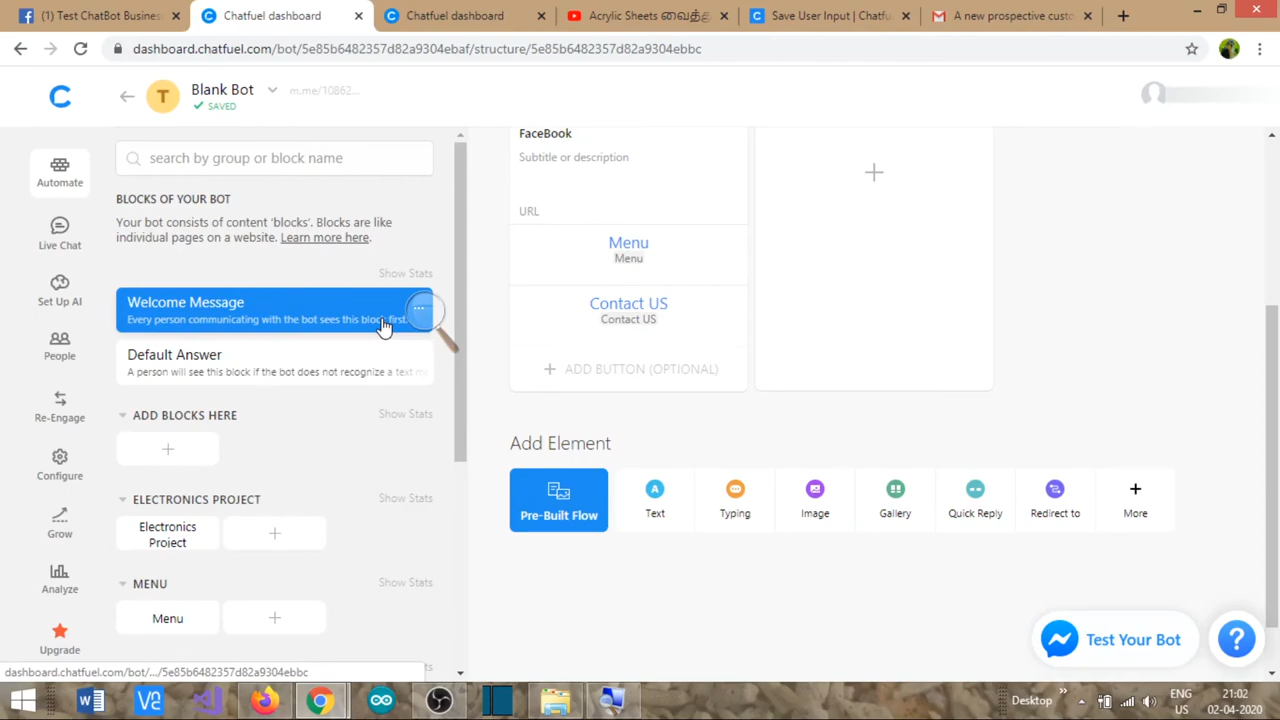 (1) Test ChatBot Business
Chatfuel dashboard
Chatfuel dashboard
Acrylic Sheets வைத்து
Save User Input | Chatfu
A new prospective custo
dashboard.chatfuel.com/bot/5e85b6482357d82a9304ebaf/structure/5e85b6482357d82a9304ebbc
Blank Bot
m.me/10862...
SAVED
T
Automate
Live Chat
Set Up AI
People
Re-Engage
Configure
Grow
Analyze
Upgrade
search by group or block name
BLOCKS OF YOUR BOT
Your bot consists of content 'blocks'. Blocks are like
individual pages on a website. Learn more here.
Show Stats
Welcome Message
Every person communicating with the bot sees this block first.
Default Answer
A person will see this block if the bot does not recognize a text me
ADD BLOCKS HERE
Show Stats
ELECTRONICS PROJECT
Show Stats
Electronics
Project
MENU
Show Stats
Menu
FaceBook
Subtitle or description
URL
Menu
Menu
Contact US
Contact US
ADD BUTTON (OPTIONAL)
Add Element
Pre-Built Flow
Text
Typing
Image
Gallery
Quick Reply
Redirect to
More
Test Your Bot
dashboard.chatfuel.com/bot/.../5e85b6482357d82a9304ebbc
Desktop
ENG
US
21:02
02-04-2020